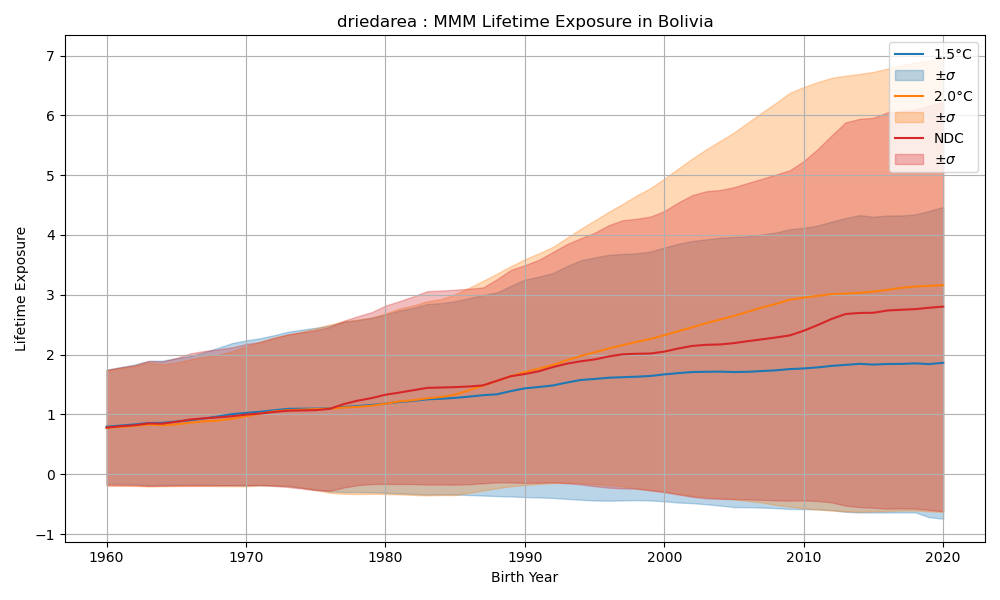 driedarea : MMM Lifetime Exposure in Bolivia
7
6
5
4
3
2
1
0
−1
Lifetime Exposure
1.5°C
±σ
2.0°C
±σ
NDC
±σ
1960 1970 1980 1990 2000 2010 2020
Birth Year